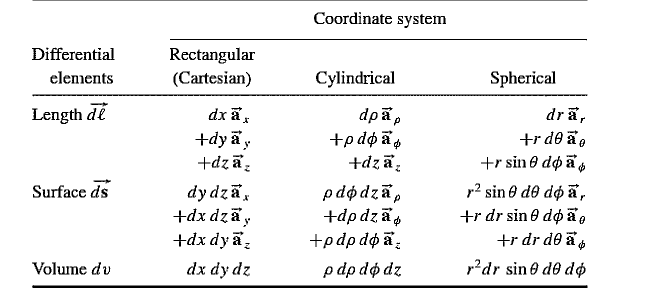 Coordinate system
Differential Rectangular
elements (Cartesian) Cylindrical Spherical
Length $\overrightarrow{d\ell}$ $dx\,\vec{\mathbf{a}}_x$ $d\rho\,\vec{\mathbf{a}}_\rho$ $dr\,\vec{\mathbf{a}}_r$
$+dy\,\vec{\mathbf{a}}_y$ $+\rho\,d\phi\,\vec{\mathbf{a}}_\phi$ $+r\,d\theta\,\vec{\mathbf{a}}_\theta$
$+dz\,\vec{\mathbf{a}}_z$ $+dz\,\vec{\mathbf{a}}_z$ $+r\sin\theta\,d\phi\,\vec{\mathbf{a}}_\phi$
Surface $\overrightarrow{d\mathbf{s}}$ $dy\,dz\,\vec{\mathbf{a}}_x$ $\rho\,d\phi\,dz\,\vec{\mathbf{a}}_\rho$ $r^2\sin\theta\,d\theta\,d\phi\,\vec{\mathbf{a}}_r$
$+dx\,dz\,\vec{\mathbf{a}}_y$ $+d\rho\,dz\,\vec{\mathbf{a}}_\phi$ $+r\,dr\sin\theta\,d\phi\,\vec{\mathbf{a}}_\theta$
$+dx\,dy\,\vec{\mathbf{a}}_z$ $+\rho\,d\rho\,d\phi\,\vec{\mathbf{a}}_z$ $+r\,dr\,d\theta\,\vec{\mathbf{a}}_\phi$
Volume $dv$ $dx\,dy\,dz$ $\rho\,d\rho\,d\phi\,dz$ $r^2dr\,\sin\theta\,d\theta\,d\phi$